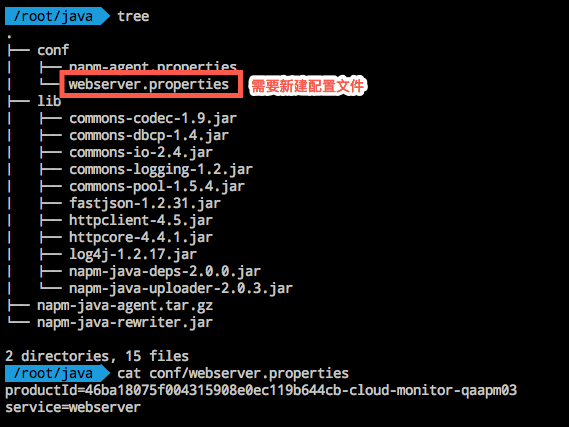 /root/java tree
.
├── conf
│   ├── napm-agent.properties
│   └── webserver.properties 需要新建配置文件
├── lib
│   ├── commons-codec-1.9.jar
│   ├── commons-dbcp-1.4.jar
│   ├── commons-io-2.4.jar
│   ├── commons-logging-1.2.jar
│   ├── commons-pool-1.5.4.jar
│   ├── fastjson-1.2.31.jar
│   ├── httpclient-4.5.jar
│   ├── httpcore-4.4.1.jar
│   ├── log4j-1.2.17.jar
│   ├── napm-java-deps-2.0.0.jar
│   └── napm-java-uploader-2.0.3.jar
├── napm-java-agent.tar.gz
└── napm-java-rewriter.jar
2 directories, 15 files
/root/java cat conf/webserver.properties
productId=46ba18075f004315908e0ec119b644cb-cloud-monitor-qaapm03
service=webserver